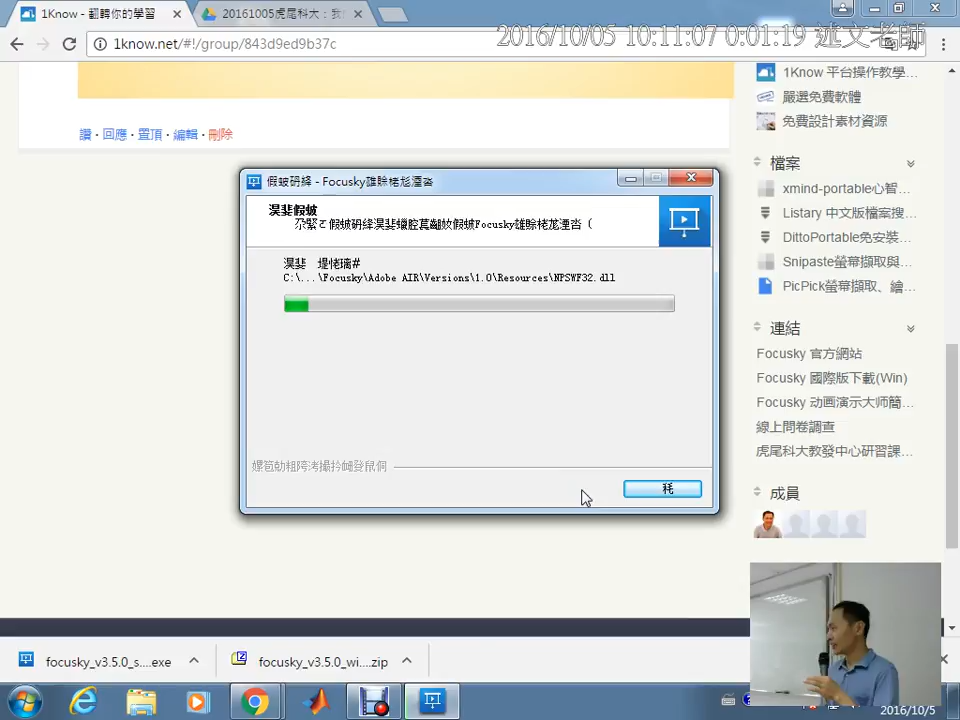 1Know - 翻轉你的學習
20161005虎尾科大：我
1know.net/#!/group/843d9ed9b37c
2016/10/05 10:11:07 0:01:19 述文老師
讚·回應·置頂·編輯·刪除
1Know 平台操作教學...
嚴選免費軟體
免費設計素材資源
檔案
xmind-portable心智...
Listary 中文版檔案搜...
DittoPortable免安裝...
Snipaste螢幕擷取與...
PicPick螢幕擷取、繪...
連結
Focusky 官方網站
Focusky 國際版下載(Win)
Focusky 动画演示大师簡...
線上問卷調查
虎尾科大教發中心研習課...
成員
C:\...\Focusky\Adobe AIR\Versions\1.0\Resources\NPSWF32.dll
focusky_v3.5.0_s....exe
focusky_v3.5.0_wi....zip
2016/10/5